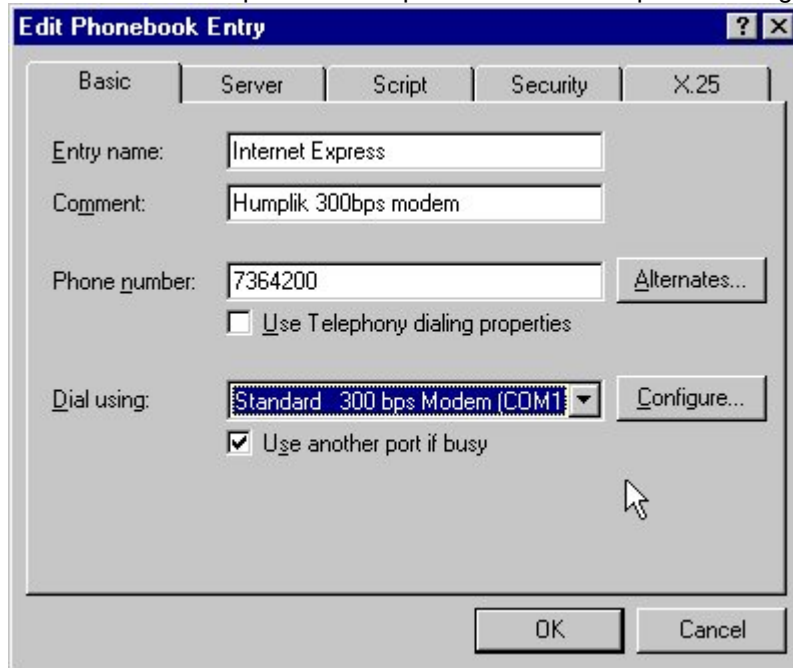 Edit Phonebook Entry
Basic Server Script Security X.25
Entry name: Internet Express
Comment: Humplik 300bps modem
Phone number: 7364200 Alternates...
Use Telephony dialing properties
Dial using: Standard 300 bps Modem (COM1 Configure...
Use another port if busy
OK Cancel